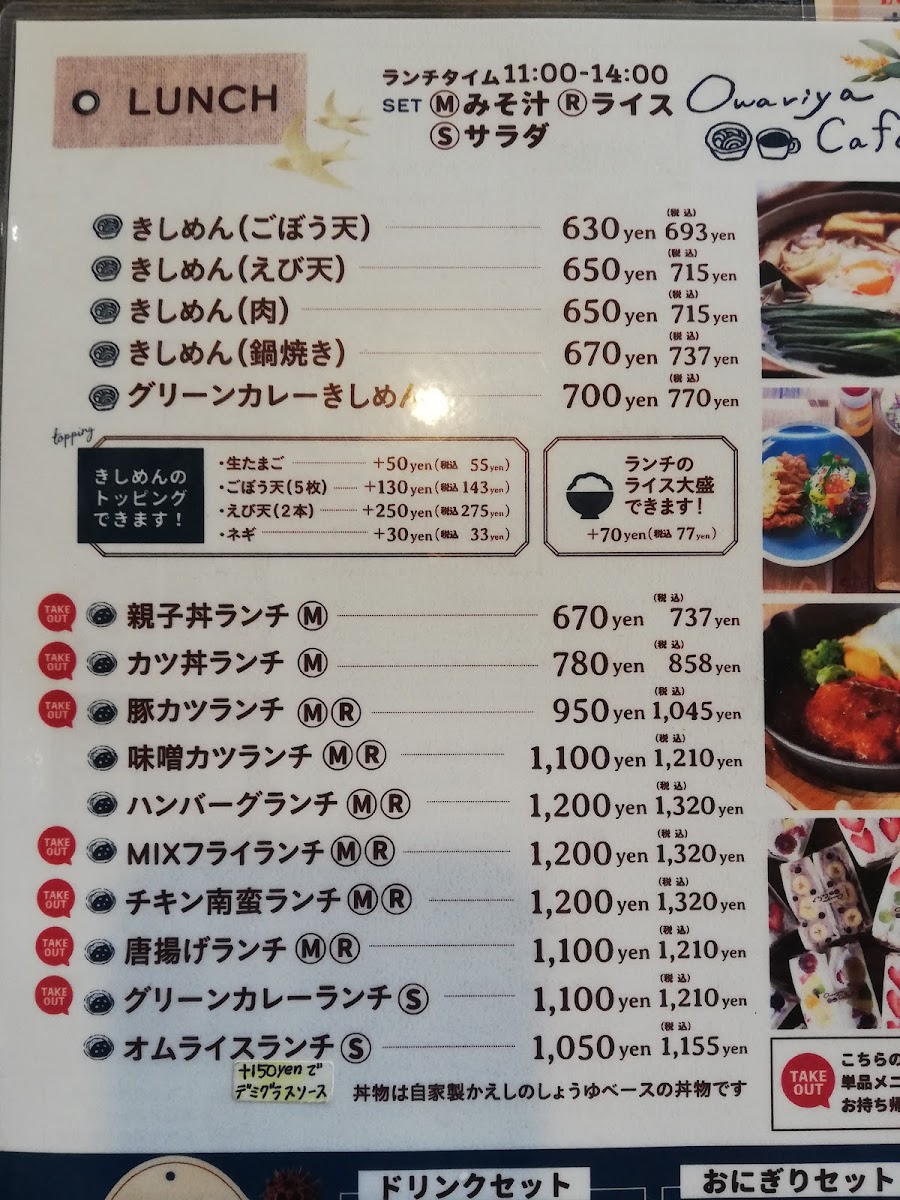 LUNCH
ランチタイム11:00-14:00
SET Ⓜみそ汁 Ⓡライス
Ⓢサラダ
Owariya
Cafe
きしめん(ごぼう天) 630yen (税込) 693yen
きしめん(えび天) 650yen (税込) 715yen
きしめん(肉) 650yen (税込) 715yen
きしめん(鍋焼き) 670yen (税込) 737yen
グリーンカレーきしめん 700yen (税込) 770yen
topping
きしめんの
トッピング
できます!
・生たまご +50yen(税込 55yen)
・ごぼう天(5枚) +130yen(税込 143yen)
・えび天(2本) +250yen(税込 275yen)
・ネギ +30yen(税込 33yen)
ランチの
ライス大盛
できます!
+70yen(税込 77yen)
TAKE OUT 親子丼ランチ Ⓜ 670yen (税込) 737yen
TAKE OUT カツ丼ランチ Ⓜ 780yen (税込) 858yen
TAKE OUT 豚カツランチ ⓂⓇ 950yen (税込) 1,045yen
味噌カツランチ ⓂⓇ 1,100yen (税込) 1,210yen
ハンバーグランチ ⓂⓇ 1,200yen (税込) 1,320yen
TAKE OUT MIXフライランチ ⓂⓇ 1,200yen (税込) 1,320yen
TAKE OUT チキン南蛮ランチ ⓂⓇ 1,200yen (税込) 1,320yen
TAKE OUT 唐揚げランチ ⓂⓇ 1,100yen (税込) 1,210yen
TAKE OUT グリーンカレーランチ Ⓢ 1,100yen (税込) 1,210yen
オムライスランチ Ⓢ 1,050yen (税込) 1,155yen
+150yenで
デミグラスソース
丼物は自家製かえしのしょうゆベースの丼物です
TAKE OUT
こちらの
単品メニ
お持ち帰
ドリンクセット
おにぎりセット